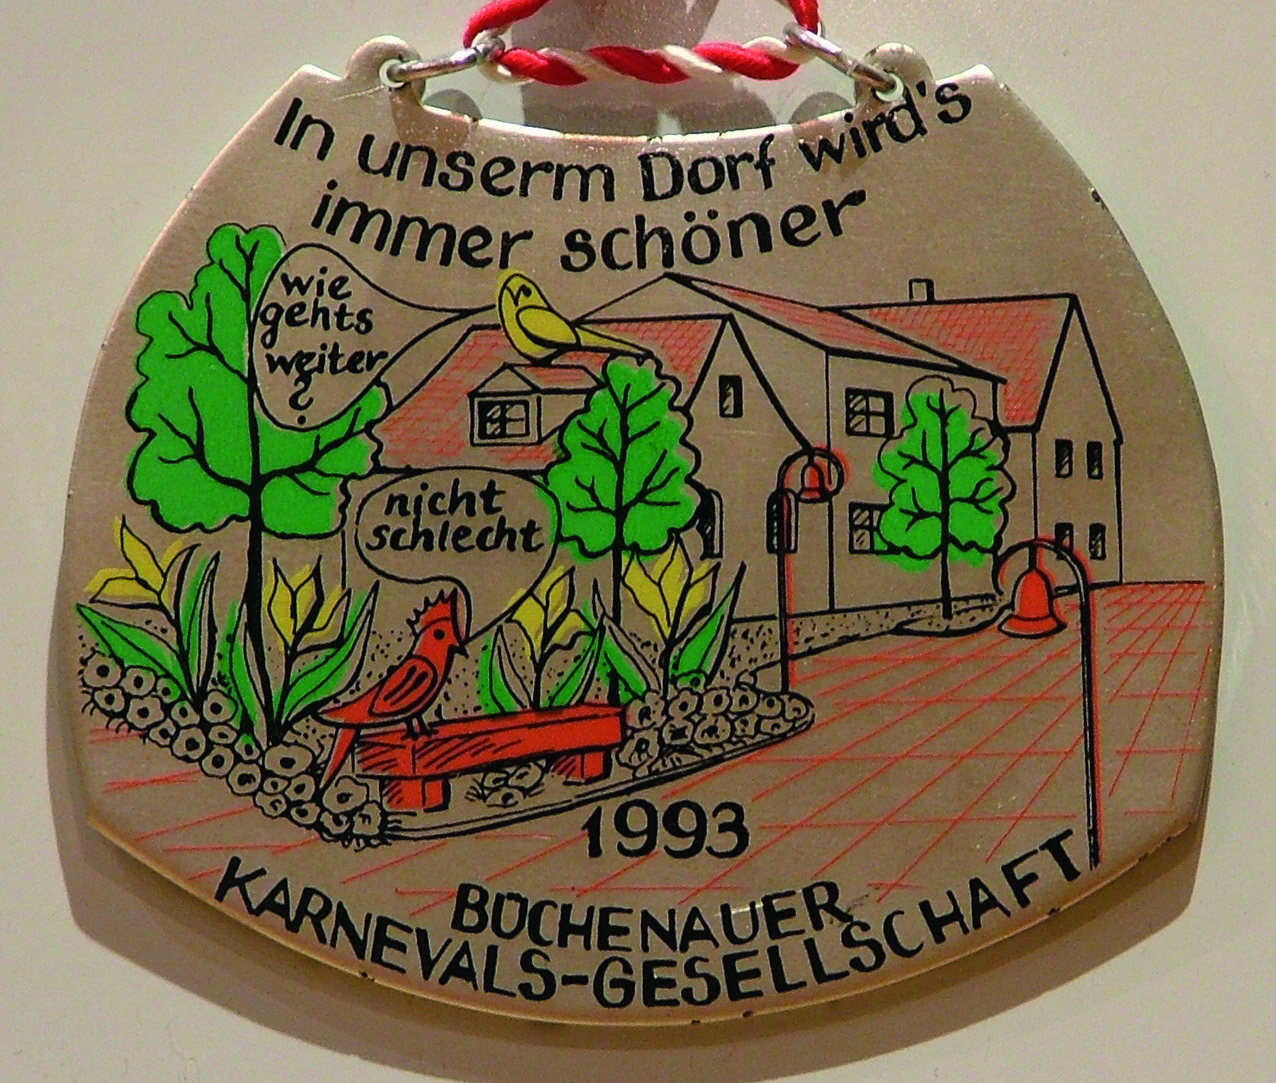 In unserm Dorf wird's
immer schöner
wie
gehts
weiter
?
nicht
schlecht
1993
BÜCHENAUER
KARNEVALS-GESELLSCHAFT